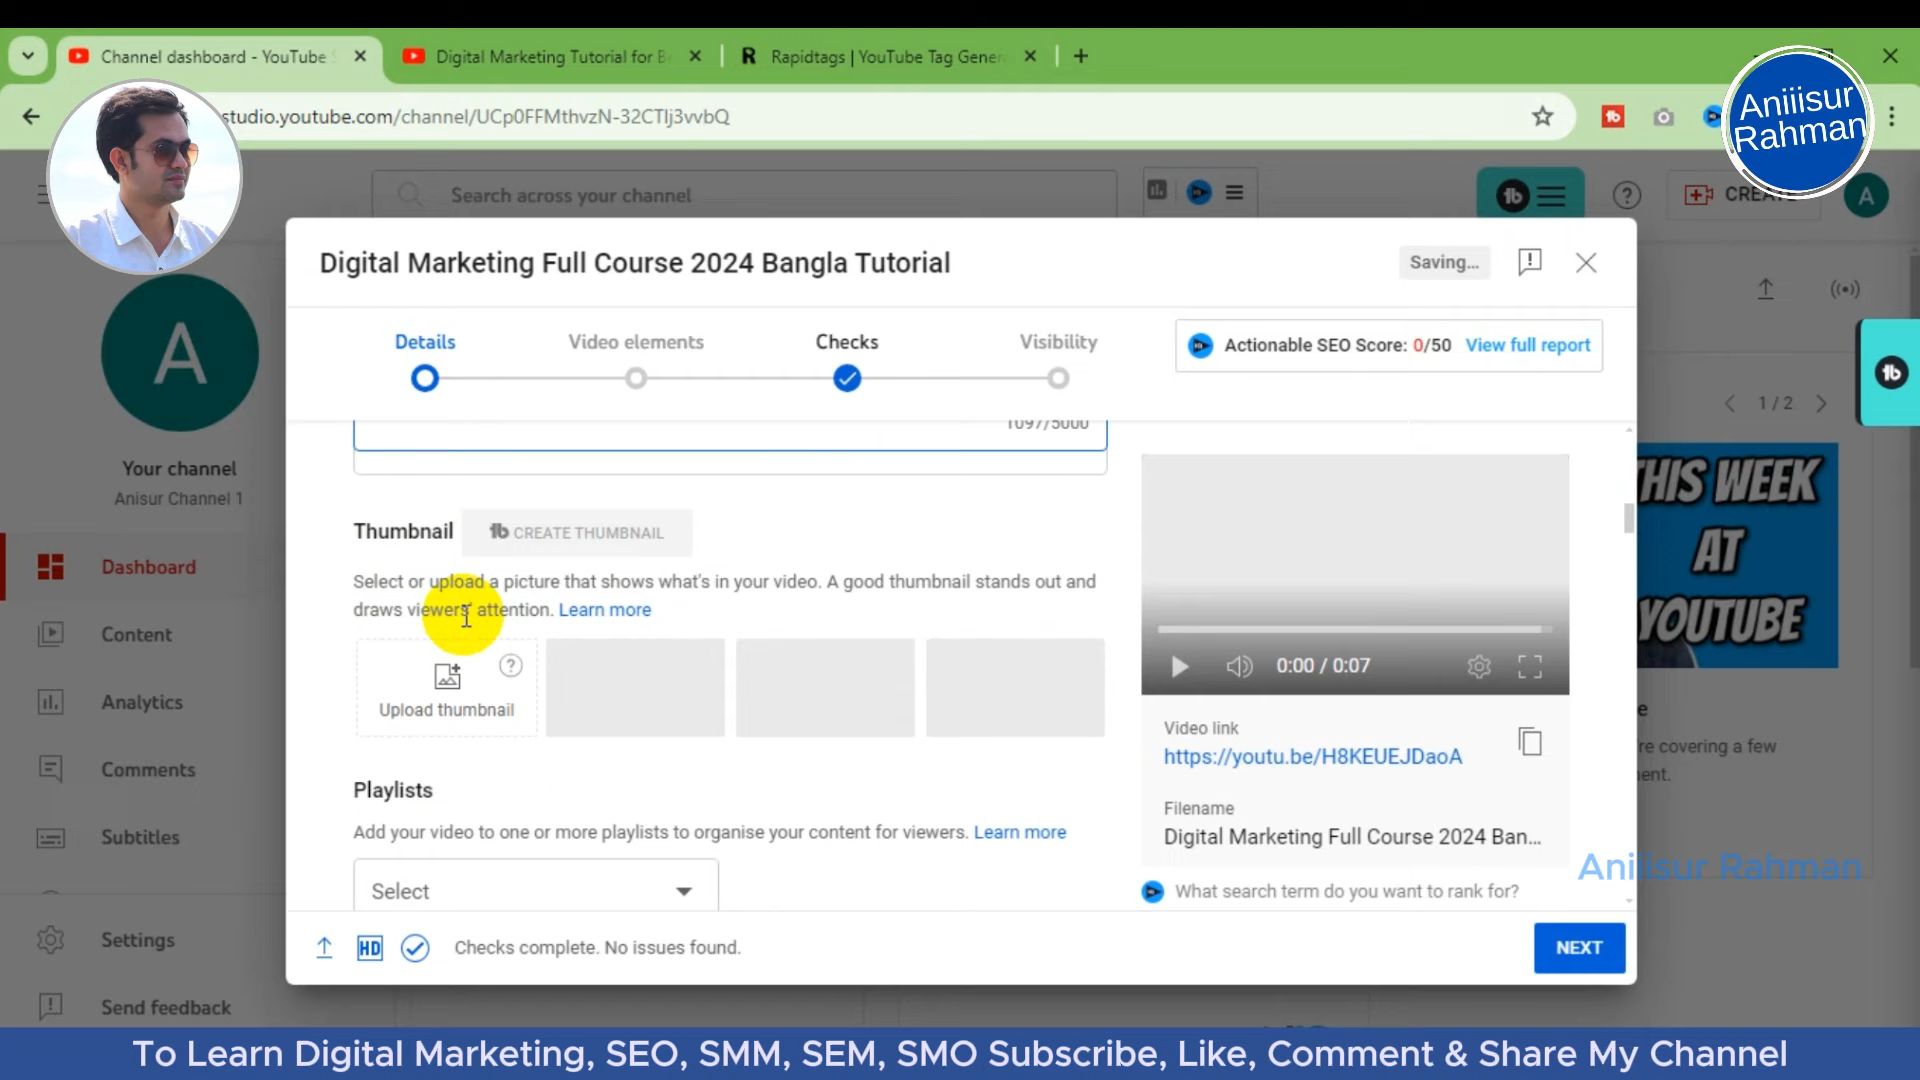 Channel dashboard - YouTube S
Digital Marketing Tutorial for B
Rapidtags | YouTube Tag Gener
studio.youtube.com/channel/UCp0FFMthvzN-32CTlj3vvbQ
Aniiisur
Rahman
Search across your channel
CREATE
A
Digital Marketing Full Course 2024 Bangla Tutorial
Saving...
Details
Video elements
Checks
Visibility
Actionable SEO Score: 0/50 View full report
A
1097/5000
1 / 2
Your channel
Anisur Channel 1
THIS WEEK
AT
YOUTUBE
Thumbnail
CREATE THUMBNAIL
Select or upload a picture that shows what's in your video. A good thumbnail stands out and
draws viewers' attention. Learn more
Upload thumbnail
0:00 / 0:07
Dashboard
Content
Analytics
Comments
Subtitles
Settings
Send feedback
Video link
https://youtu.be/H8KEUEJDaoA
Filename
Digital Marketing Full Course 2024 Ban...
're covering a few
Playlists
Add your video to one or more playlists to organise your content for viewers. Learn more
Select
What search term do you want to rank for?
Aniiisur Rahman
HD
Checks complete. No issues found.
NEXT
To Learn Digital Marketing, SEO, SMM, SEM, SMO Subscribe, Like, Comment & Share My Channel